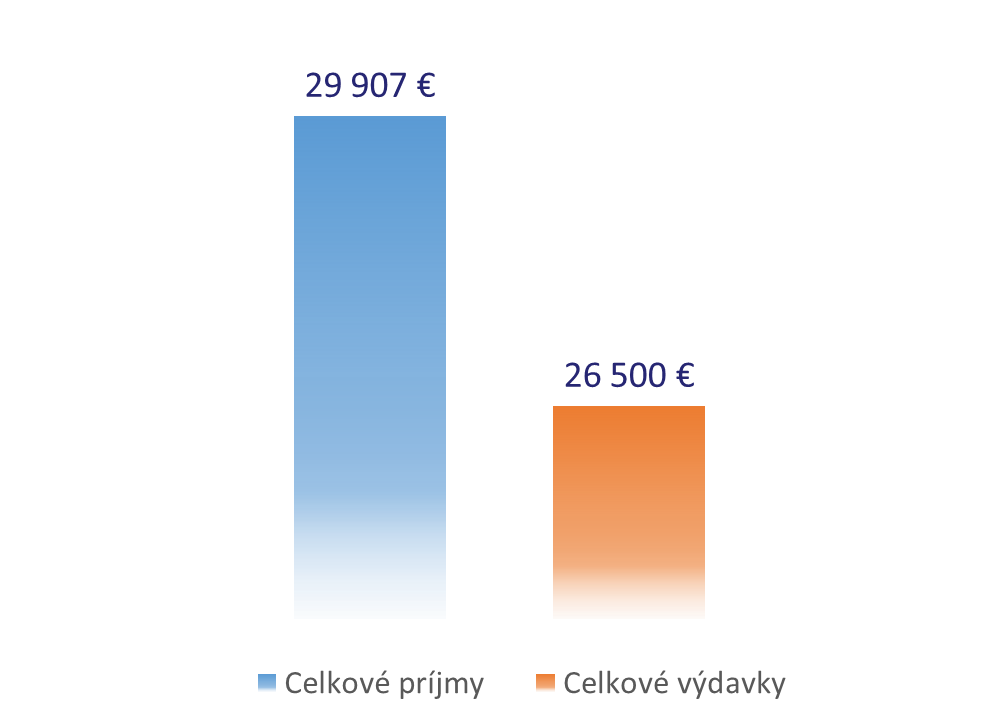 29 907 €
26 500 €
Celkové príjmy
Celkové výdavky